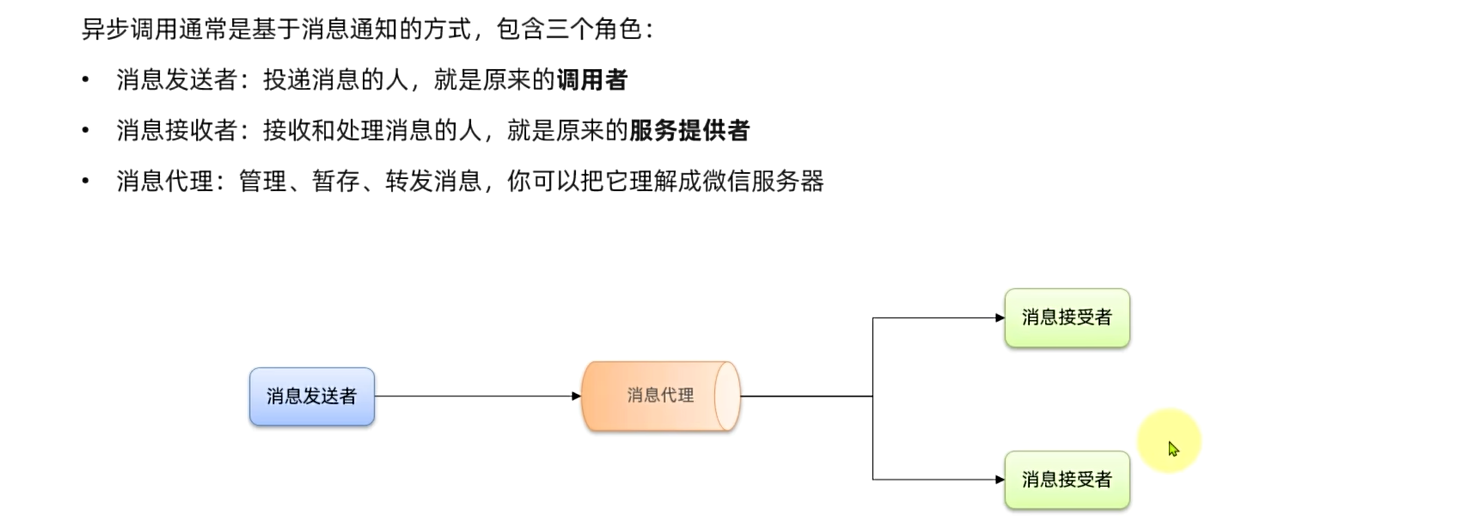 异步调用通常是基于消息通知的方式，包含三个角色：
• 消息发送者：投递消息的人，就是原来的调用者
• 消息接收者：接收和处理消息的人，就是原来的服务提供者
• 消息代理：管理、暂存、转发消息，你可以把它理解成微信服务器
消息接受者
消息发送者
消息代理
消息接受者